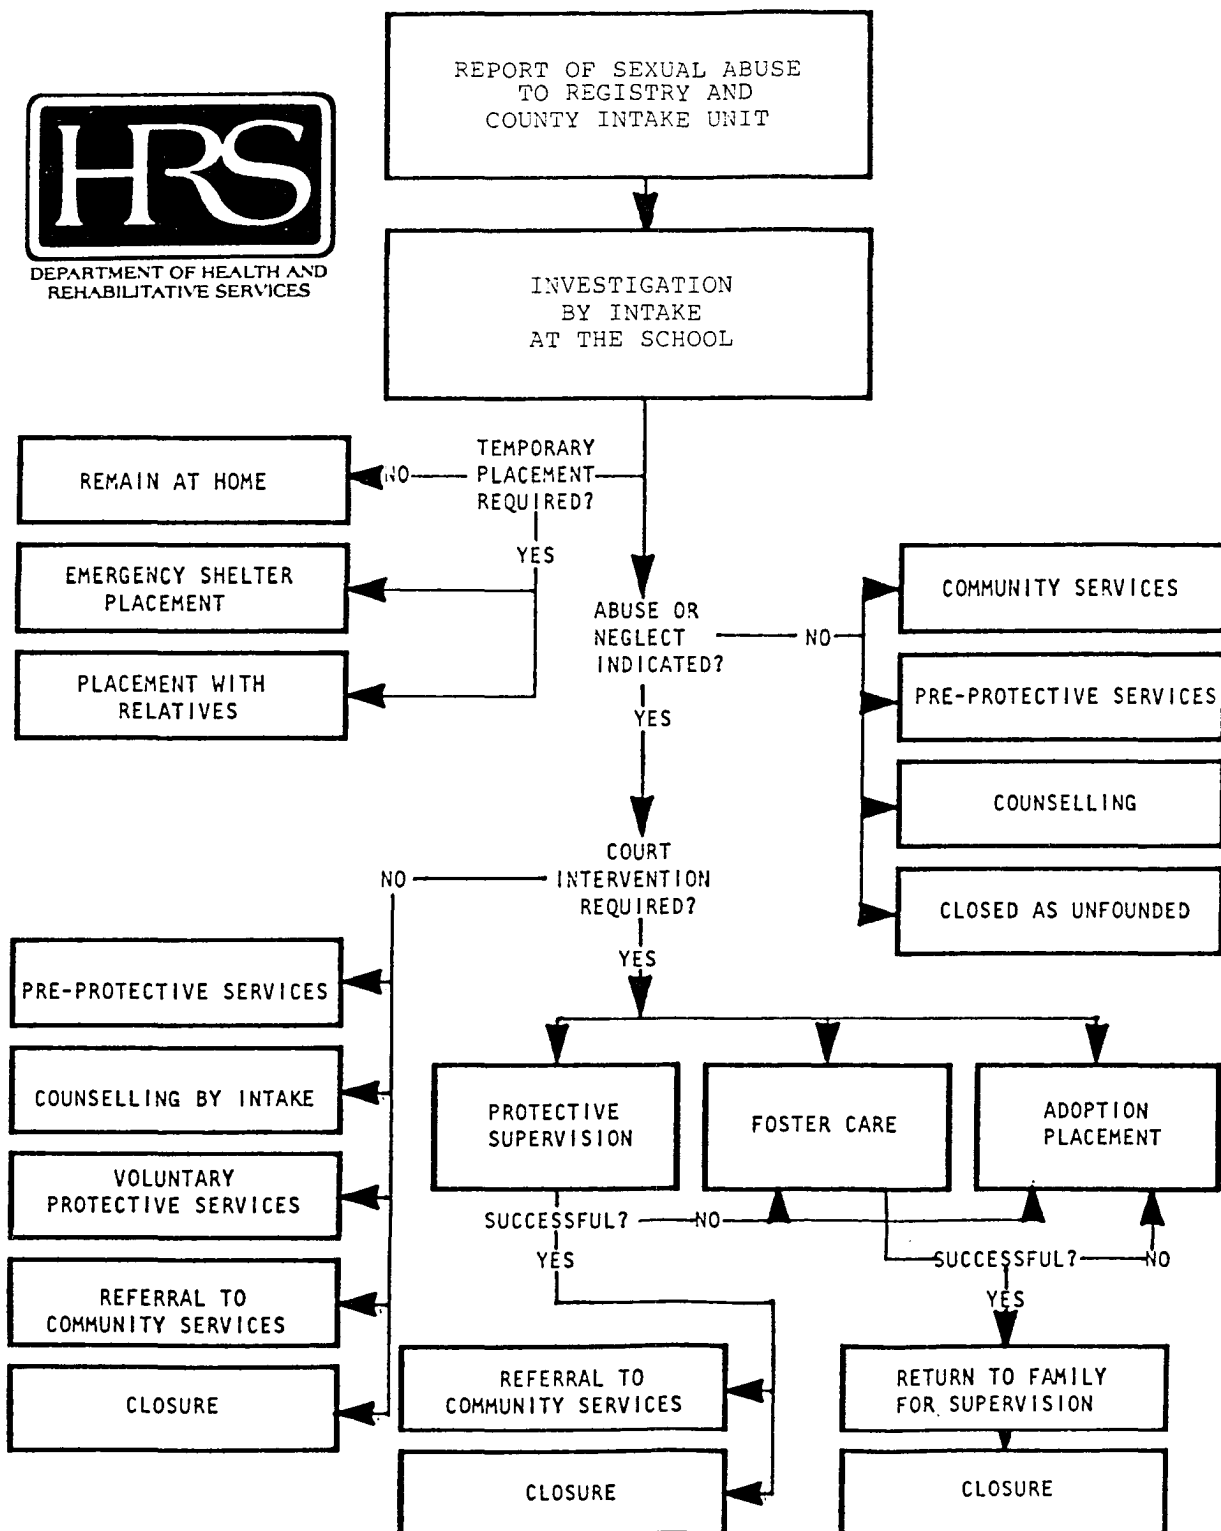 REPORT OF SEXUAL ABUSE
TO REGISTRY AND
COUNTY INTAKE UNIT
HRS
DEPARTMENT OF HEALTH AND
REHABILITATIVE SERVICES
INVESTIGATION
BY INTAKE
AT THE SCHOOL
TEMPORARY
PLACEMENT
REQUIRED?
NO
REMAIN AT HOME
YES
EMERGENCY SHELTER
PLACEMENT
PLACEMENT WITH
RELATIVES
ABUSE OR
NEGLECT
INDICATED?
NO
COMMUNITY SERVICES
PRE-PROTECTIVE SERVICES
COUNSELLING
CLOSED AS UNFOUNDED
YES
COURT
INTERVENTION
REQUIRED?
NO
PRE-PROTECTIVE SERVICES
COUNSELLING BY INTAKE
VOLUNTARY
PROTECTIVE SERVICES
REFERRAL TO
COMMUNITY SERVICES
CLOSURE
YES
PROTECTIVE
SUPERVISION
FOSTER CARE
ADOPTION
PLACEMENT
SUCCESSFUL?
NO
YES
SUCCESSFUL?
NO
YES
REFERRAL TO
COMMUNITY SERVICES
CLOSURE
RETURN TO FAMILY
FOR SUPERVISION
CLOSURE